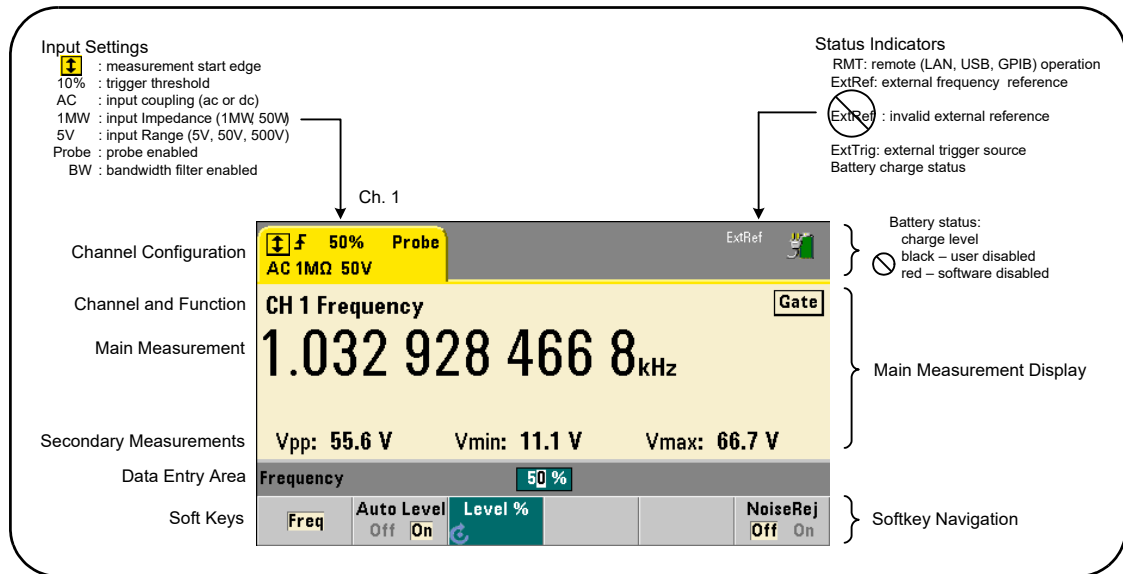 Input Settings
: measurement start edge
10% : trigger threshold
AC : input coupling (ac or dc)
1MW : input Impedance (1MW, 50W)
5V : input Range (5V, 50V, 500V)
Probe : probe enabled
BW : bandwidth filter enabled
Status Indicators
RMT: remote (LAN, USB, GPIB) operation
ExtRef: external frequency reference
ExtRef : invalid external reference
ExtTrig: external trigger source
Battery charge status
Ch. 1
Channel Configuration
50% Probe
AC 1MΩ 50V
ExtRef
Battery status:
charge level
black – user disabled
red – software disabled
Channel and Function
CH 1 Frequency
Gate
Main Measurement
1.032 928 466 8 kHz
Main Measurement Display
Secondary Measurements
Vpp: 55.6 V Vmin: 11.1 V Vmax: 66.7 V
Data Entry Area
Frequency 50 %
Soft Keys
Freq
Auto Level
Off On
Level %
NoiseRej
Off On
Softkey Navigation